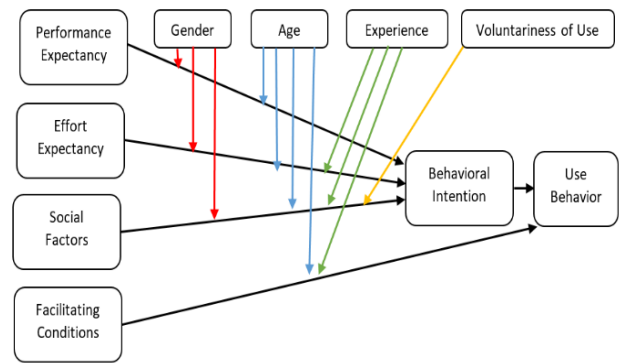 Performance
Expectancy
Gender
Age
Experience
Voluntariness of Use
Effort
Expectancy
Behavioral
Intention
Use
Behavior
Social
Factors
Facilitating
Conditions